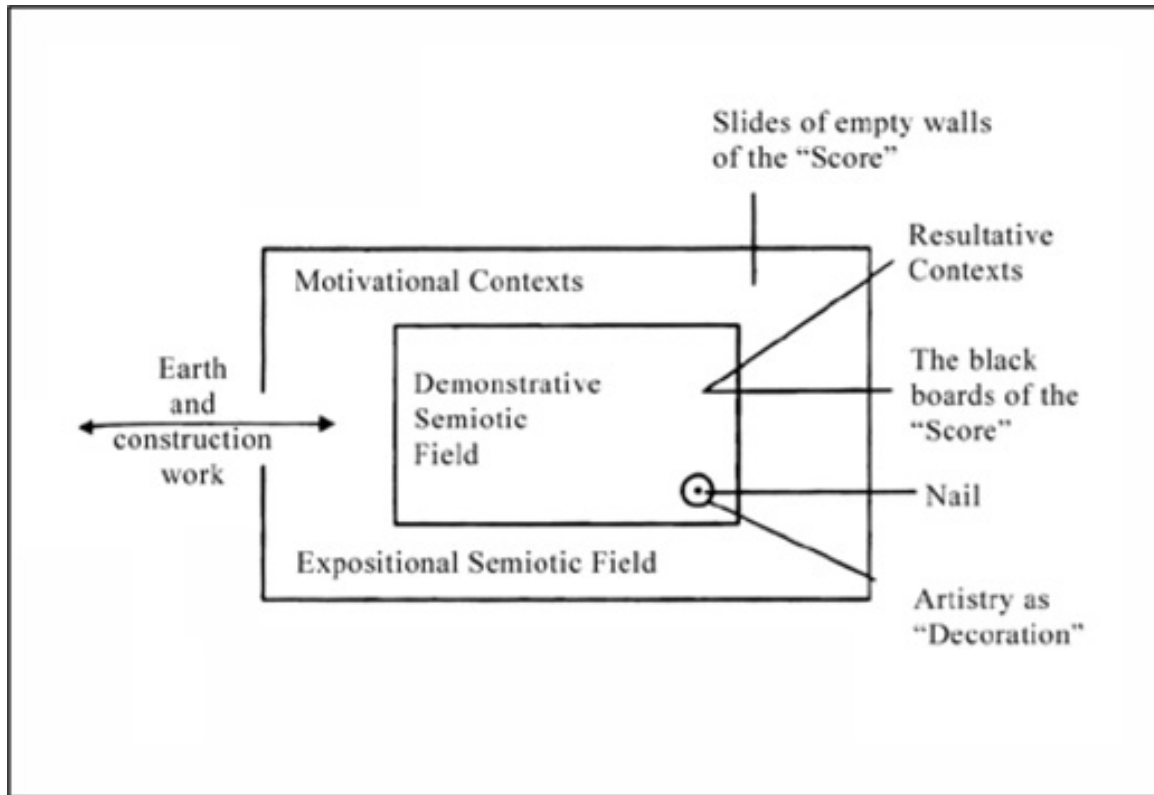 Slides of empty walls
of the “Score”
Resultative
Contexts
Motivational Contexts
Earth
and
construction
work
Demonstrative
Semiotic
Field
The black
boards of the
“Score”
Nail
Expositional Semiotic Field
Artistry as
“Decoration”